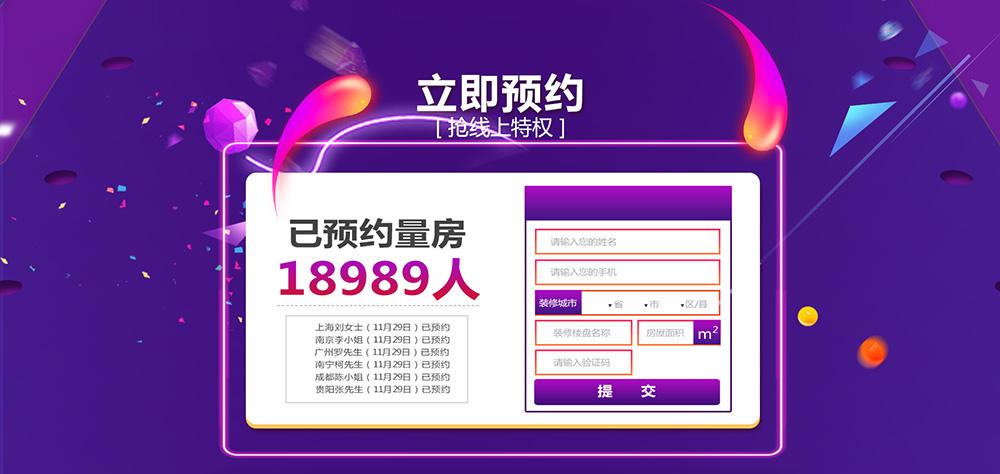 立即预约
[ 抢线上特权 ]
已预约量房
18989人
上海刘女士（11月29日）已预约
南京李小姐（11月29日）已预约
广州罗先生（11月29日）已预约
南宁柯先生（11月29日）已预约
成都陈小姐（11月29日）已预约
贵阳张先生（11月29日）已预约
请输入您的姓名
请输入您的手机
装修城市 ▾省 ▾市 ▾区/县
装修楼盘名称 房屋面积 m²
请输入验证码
提 交